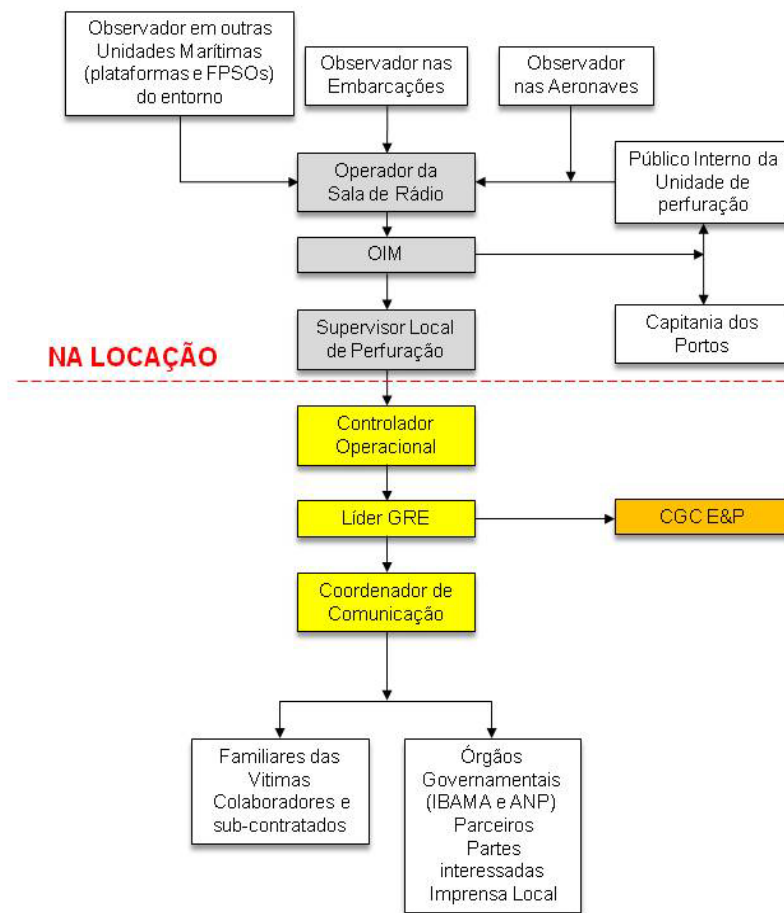 Observador em outras
Unidades Marítimas
(plataformas e FPSOs)
do entorno
Observador nas
Embarcações
Observador
nas Aeronaves
Operador da
Sala de Rádio
Público Interno da
Unidade de
perfuração
OIM
Supervisor Local
de Perfuração
Capitania dos
Portos
NA LOCAÇÃO
Controlador
Operacional
Líder GRE
CGC E&P
Coordenador de
Comunicação
Familiares das
Vitimas
Colaboradores e
sub-contratados
Órgãos
Governamentais
(IBAMA e ANP)
Parceiros
Partes
interessadas
Imprensa Local